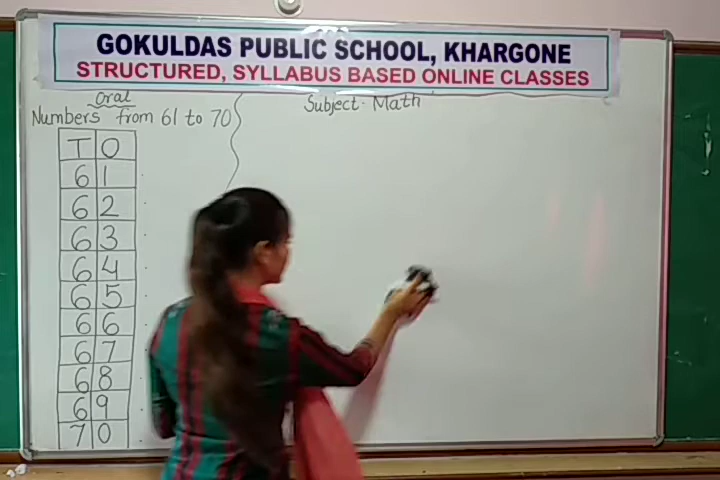 GOKULDAS PUBLIC SCHOOL, KHARGONE
STRUCTURED, SYLLABUS BASED ONLINE CLASSES
Oral
Subject- Math
Numbers from 61 to 70
T O
6 1
6 2
6 3
6 4
6 5
6 6
6 7
6 8
6 9
7 0